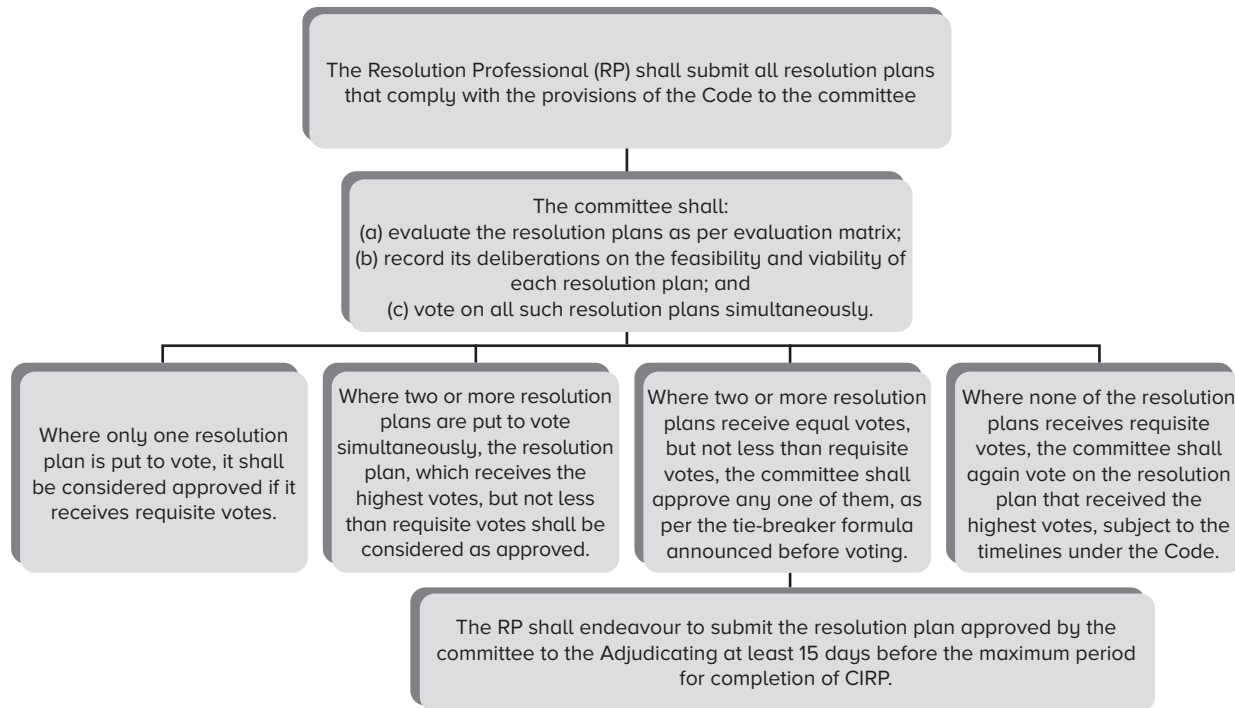 The Resolution Professional (RP) shall submit all resolution plans
that comply with the provisions of the Code to the committee
The committee shall:
(a) evaluate the resolution plans as per evaluation matrix;
(b) record its deliberations on the feasibility and viability of
each resolution plan; and
(c) vote on all such resolution plans simultaneously.
Where only one resolution
plan is put to vote, it shall
be considered approved if it
receives requisite votes.
Where two or more resolution
plans are put to vote
simultaneously, the resolution
plan, which receives the
highest votes, but not less
than requisite votes shall be
considered as approved.
Where two or more resolution
plans receive equal votes,
but not less than requisite
votes, the committee shall
approve any one of them, as
per the tie-breaker formula
announced before voting.
Where none of the resolution
plans receives requisite
votes, the committee shall
again vote on the resolution
plan that received the
highest votes, subject to the
timelines under the Code.
The RP shall endeavour to submit the resolution plan approved by the
committee to the Adjudicating at least 15 days before the maximum period
for completion of CIRP.